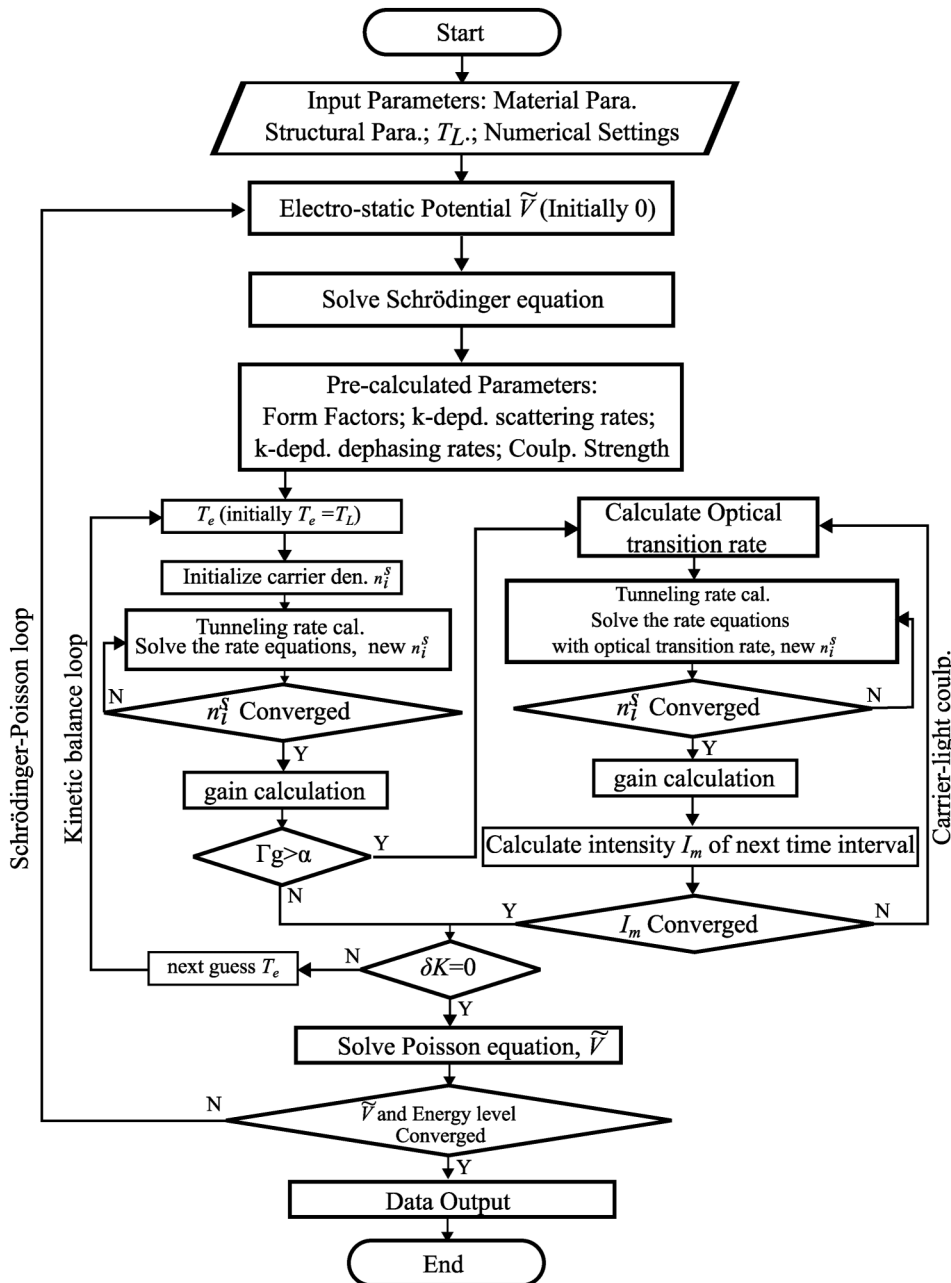 Start
Input Parameters: Material Para.
Structural Para.; T_L.; Numerical Settings
Electro-static Potential Ṽ (Initially 0)
Solve Schrödinger equation
Pre-calculated Parameters:
Form Factors; k-depd. scattering rates;
k-depd. dephasing rates; Coulp. Strength
T_e (initially T_e =T_L)
Initialize carrier den. n_i^s
Tunneling rate cal.
Solve the rate equations, new n_i^s
N
n_i^s Converged
Y
gain calculation
Γg>α
Y
N
Calculate Optical
transition rate
Tunneling rate cal.
Solve the rate equations
with optical transition rate, new n_i^s
n_i^s Converged
N
Y
gain calculation
Calculate intensity I_m of next time interval
Y
I_m Converged
N
Carrier-light coulp.
next guess T_e
N
δK=0
Y
Kinetic balance loop
Schrödinger-Poisson loop
Solve Poisson equation, Ṽ
N
Ṽ and Energy level
Converged
Y
Data Output
End